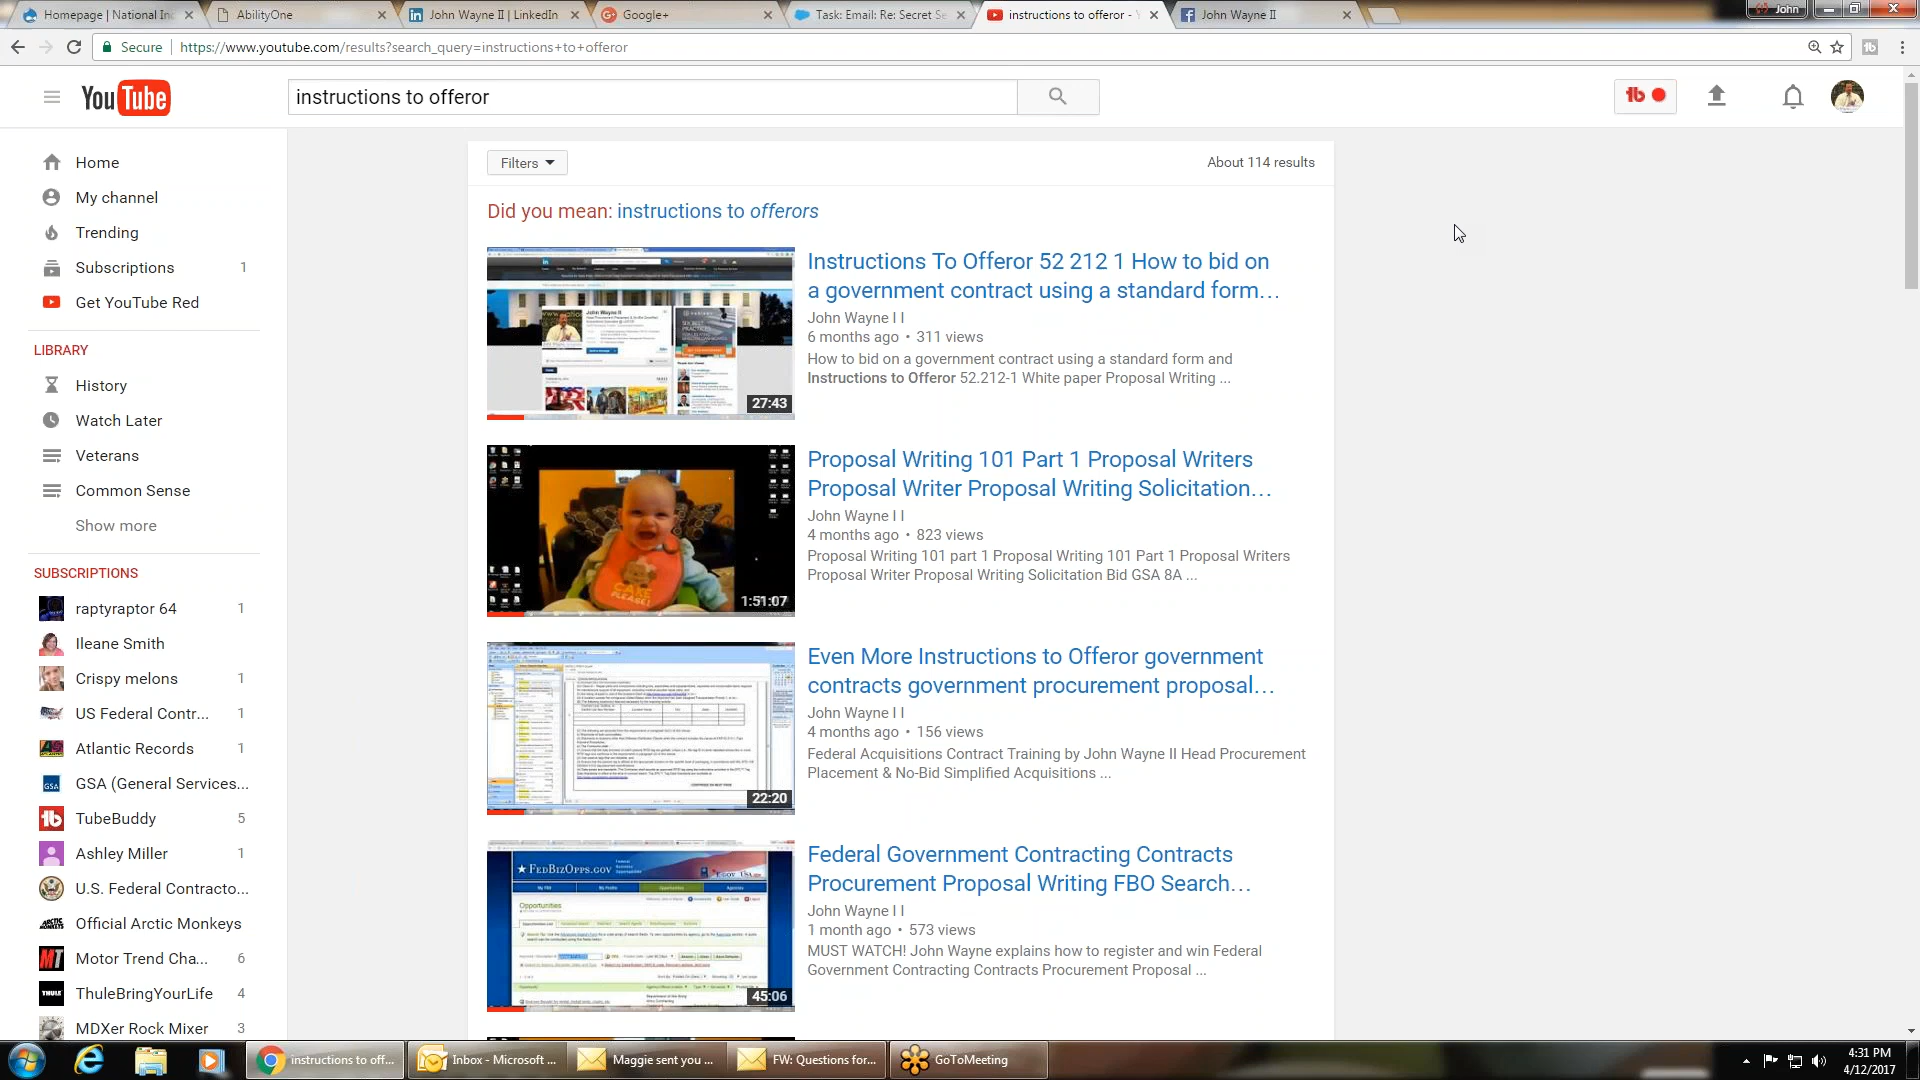 Homepage | National In
AbilityOne
John Wayne II | LinkedIn
Google+
Task: Email: Re: Secret Se
instructions to offeror - Y
John Wayne II
John
Secure
https://www.youtube.com/results?search_query=instructions+to+offeror
YouTube
instructions to offeror
Home
My channel
Trending
Subscriptions 1
Get YouTube Red
LIBRARY
History
Watch Later
Veterans
Common Sense
Show more
SUBSCRIPTIONS
raptyraptor 64 1
Ileane Smith
Crispy melons 1
US Federal Contr... 1
Atlantic Records 1
GSA (General Services...
TubeBuddy 5
Ashley Miller 1
U.S. Federal Contracto...
Official Arctic Monkeys
Motor Trend Cha... 6
ThuleBringYourLife 4
MDXer Rock Mixer 3
Filters
About 114 results
Did you mean: instructions to offerors
27:43
Instructions To Offeror 52 212 1 How to bid on
a government contract using a standard form...
John Wayne I I
6 months ago • 311 views
How to bid on a government contract using a standard form and
Instructions to Offeror 52.212-1 White paper Proposal Writing ...
CAKE
PLEASE!
1:51:07
Proposal Writing 101 Part 1 Proposal Writers
Proposal Writer Proposal Writing Solicitation...
John Wayne I I
4 months ago • 823 views
Proposal Writing 101 part 1 Proposal Writing 101 Part 1 Proposal Writers
Proposal Writer Proposal Writing Solicitation Bid GSA 8A ...
22:20
Even More Instructions to Offeror government
contracts government procurement proposal...
John Wayne I I
4 months ago • 156 views
Federal Acquisitions Contract Training by John Wayne II Head Procurement
Placement & No-Bid Simplified Acquisitions ...
FedBizOpps.gov
Opportunities
45:06
Federal Government Contracting Contracts
Procurement Proposal Writing FBO Search...
John Wayne I I
1 month ago • 573 views
MUST WATCH! John Wayne explains how to register and win Federal
Government Contracting Contracts Procurement Proposal ...
instructions to off...
Inbox - Microsoft ...
Maggie sent you ...
FW: Questions for...
GoToMeeting
4:31 PM
4/12/2017